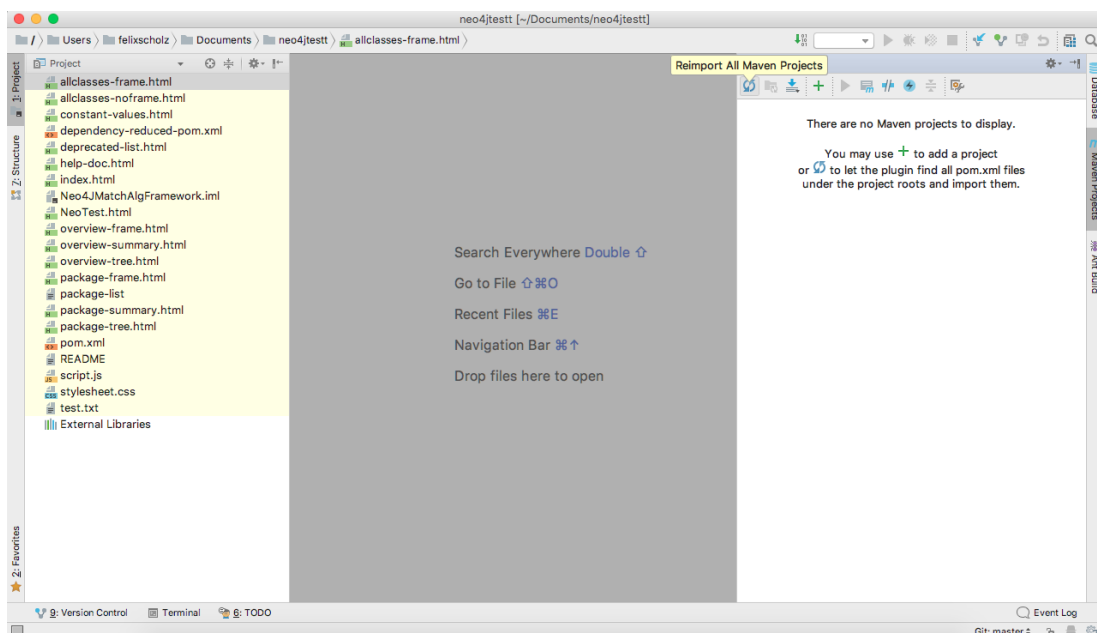 neo4jtestt [~/Documents/neo4jtestt]
/ Users felixscholz Documents neo4jtestt allclasses-frame.html
Project
Reimport All Maven Projects
1: Project
Z: Structure
2: Favorites
allclasses-frame.html
allclasses-noframe.html
constant-values.html
dependency-reduced-pom.xml
deprecated-list.html
help-doc.html
index.html
Neo4JMatchAlgFramework.iml
NeoTest.html
overview-frame.html
overview-summary.html
overview-tree.html
package-frame.html
package-list
package-summary.html
package-tree.html
pom.xml
README
script.js
stylesheet.css
test.txt
External Libraries
Search Everywhere Double ⇧
Go to File ⇧⌘O
Recent Files ⌘E
Navigation Bar ⌘↑
Drop files here to open
There are no Maven projects to display.
You may use + to add a project
or to let the plugin find all pom.xml files
under the project roots and import them.
Database
Maven Projects
Ant Build
9: Version Control Terminal 6: TODO
Event Log
Git: master